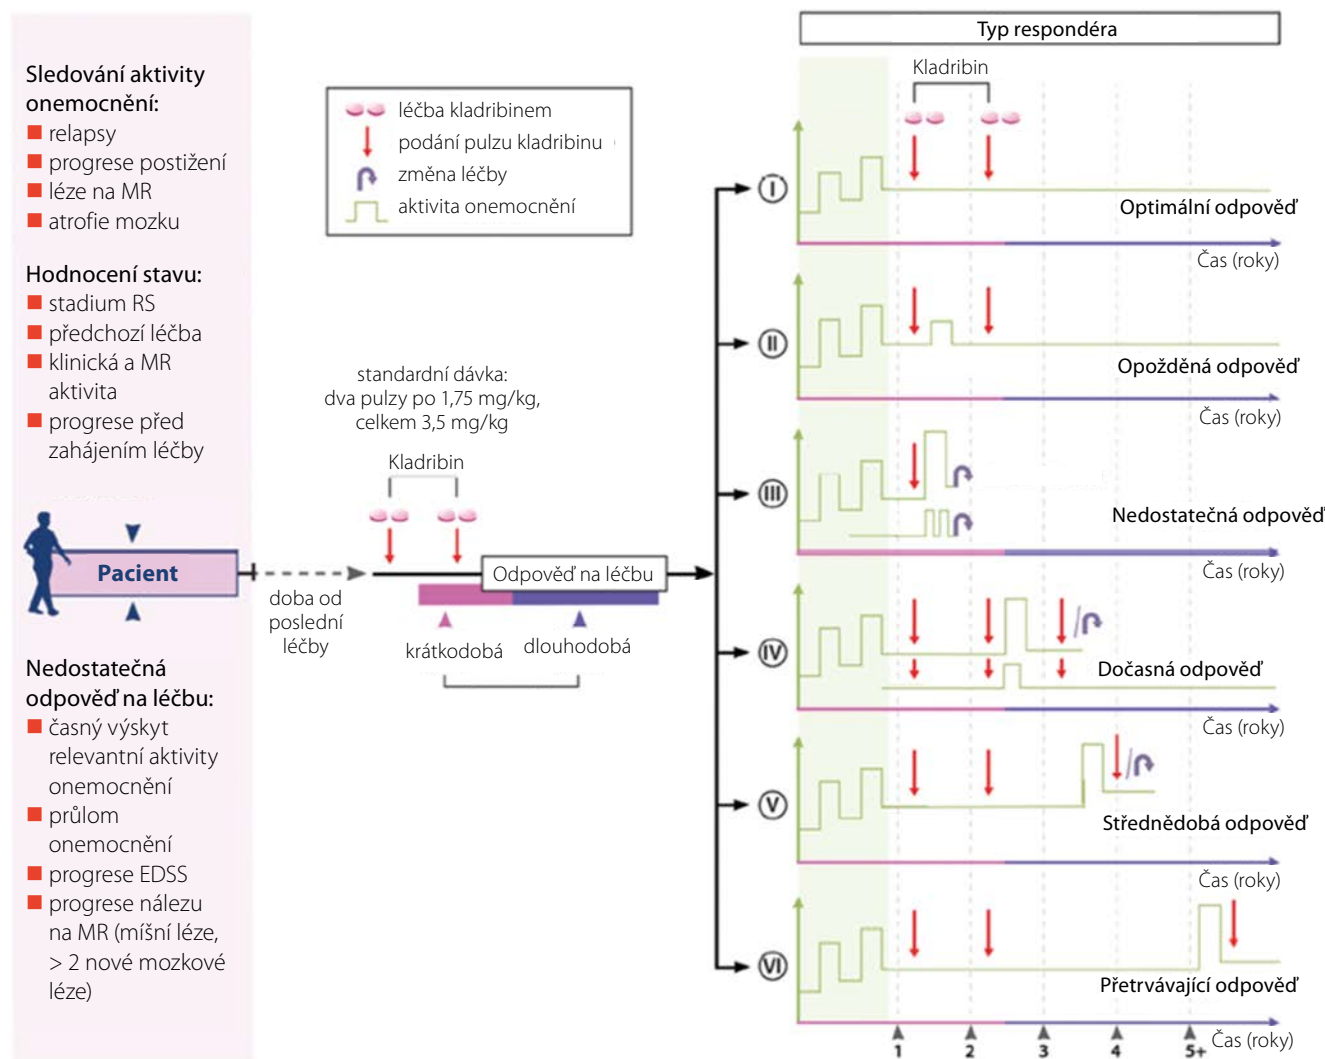 Sledování aktivity
onemocnění:
relapsy
progrese postižení
léze na MR
atrofie mozku
Hodnocení stavu:
stadium RS
předchozí léčba
klinická a MR
aktivita
progrese před
zahájením léčby
Pacient
Nedostatečná
odpověď na léčbu:
časný výskyt
relevantní aktivity
onemocnění
průlom
onemocnění
progrese EDSS
progrese nálezu
na MR (míšní léze,
> 2 nové mozkové
léze)
léčba kladribinem
podání pulzu kladribinu
změna léčby
aktivita onemocnění
standardní dávka:
dva pulzy po 1,75 mg/kg,
celkem 3,5 mg/kg
Kladribin
Odpověď na léčbu
doba od
poslední
léčby
krátkodobá
dlouhodobá
Typ respondéra
Kladribin
I
Optimální odpověď
Čas (roky)
II
Opožděná odpověď
Čas (roky)
III
Nedostatečná odpověď
Čas (roky)
IV
/
Dočasná odpověď
Čas (roky)
V
/
Střednědobá odpověď
Čas (roky)
VI
Přetrvávající odpověď
Čas (roky)
1 2 3 4 5+